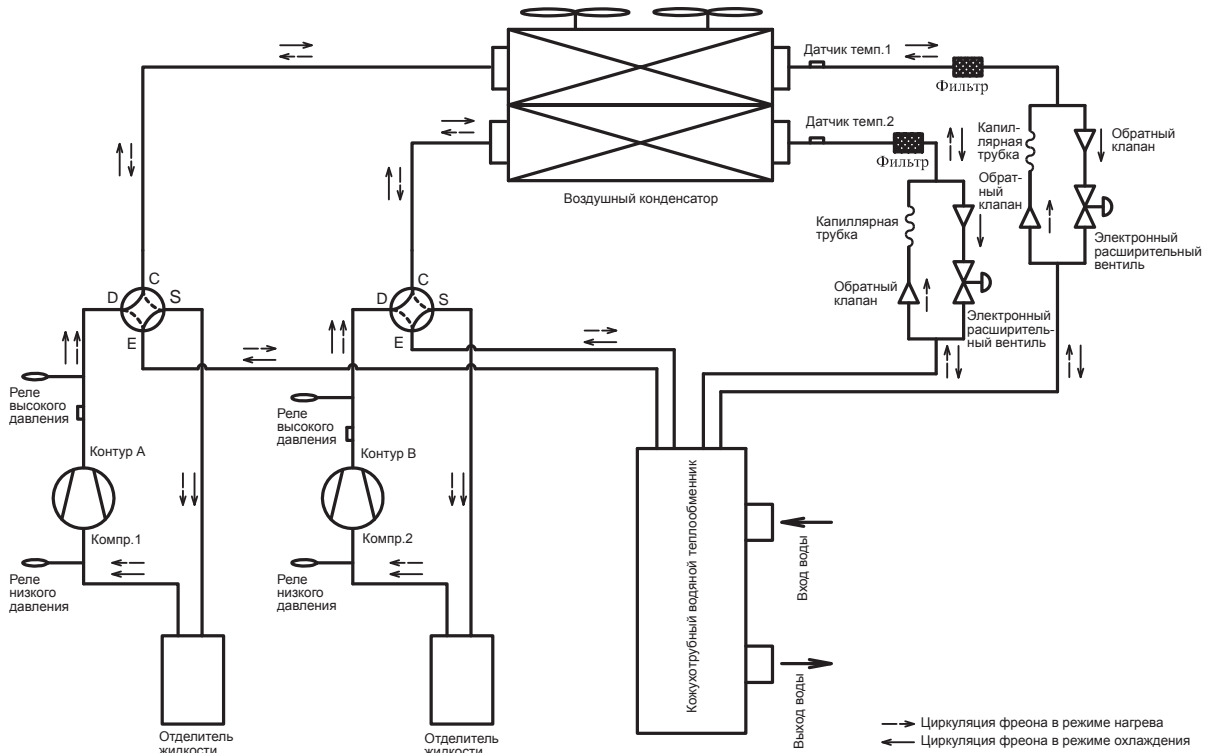 Датчик темп.1
Фильтр
Датчик темп.2
Фильтр
Капил-
лярная
трубка
Обратный
клапан
Обрат-
ный
клапан
Воздушный конденсатор
Капиллярная
трубка
Электронный
расширительный
вентиль
Обратный
клапан
Электронный
расширитель-
ный вентиль
C
D S
E
C
D S
E
Реле
высокого
давления
Реле
высокого
давления
Контур A
Контур B
Компр.1
Компр.2
Реле
низкого
давления
Реле
низкого
давления
Кожухотрубный водяной теплообменник
Вход воды
Выход воды
Отделитель
жидкости
Отделитель
жидкости
Циркуляция фреона в режиме нагрева
Циркуляция фреона в режиме охлаждения